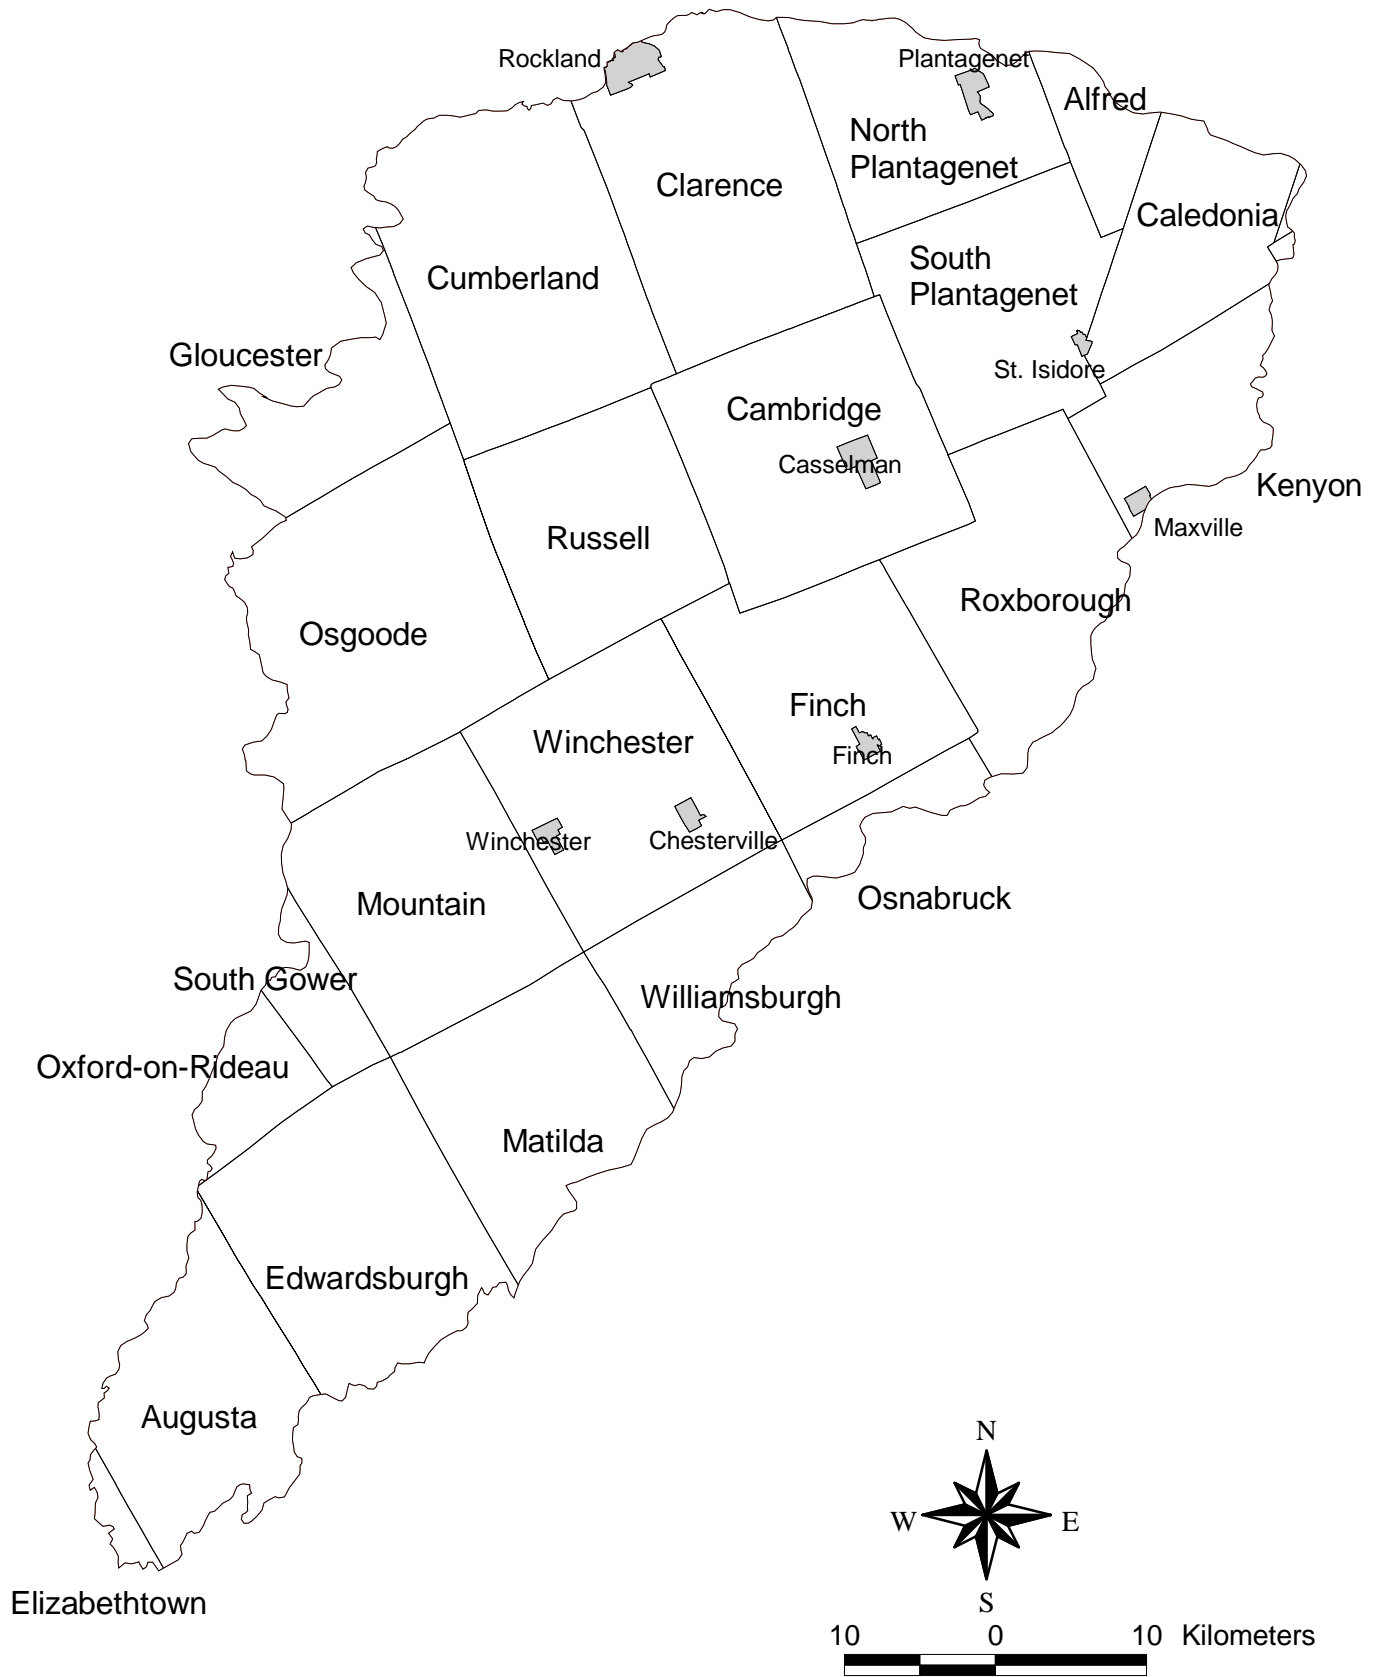 Rockland
Plantagenet
Alfred
North
Plantagenet
Clarence
Caledonia
South
Plantagenet
Cumberland
Gloucester
St. Isidore
Cambridge
Casselman
Kenyon
Maxville
Russell
Roxborough
Osgoode
Finch
Finch
Winchester
Winchester
Chesterville
Mountain
Osnabruck
South Gower
Williamsburgh
Oxford-on-Rideau
Matilda
Edwardsburgh
Augusta
Elizabethtown
N
W
E
S
10 0 10 Kilometers